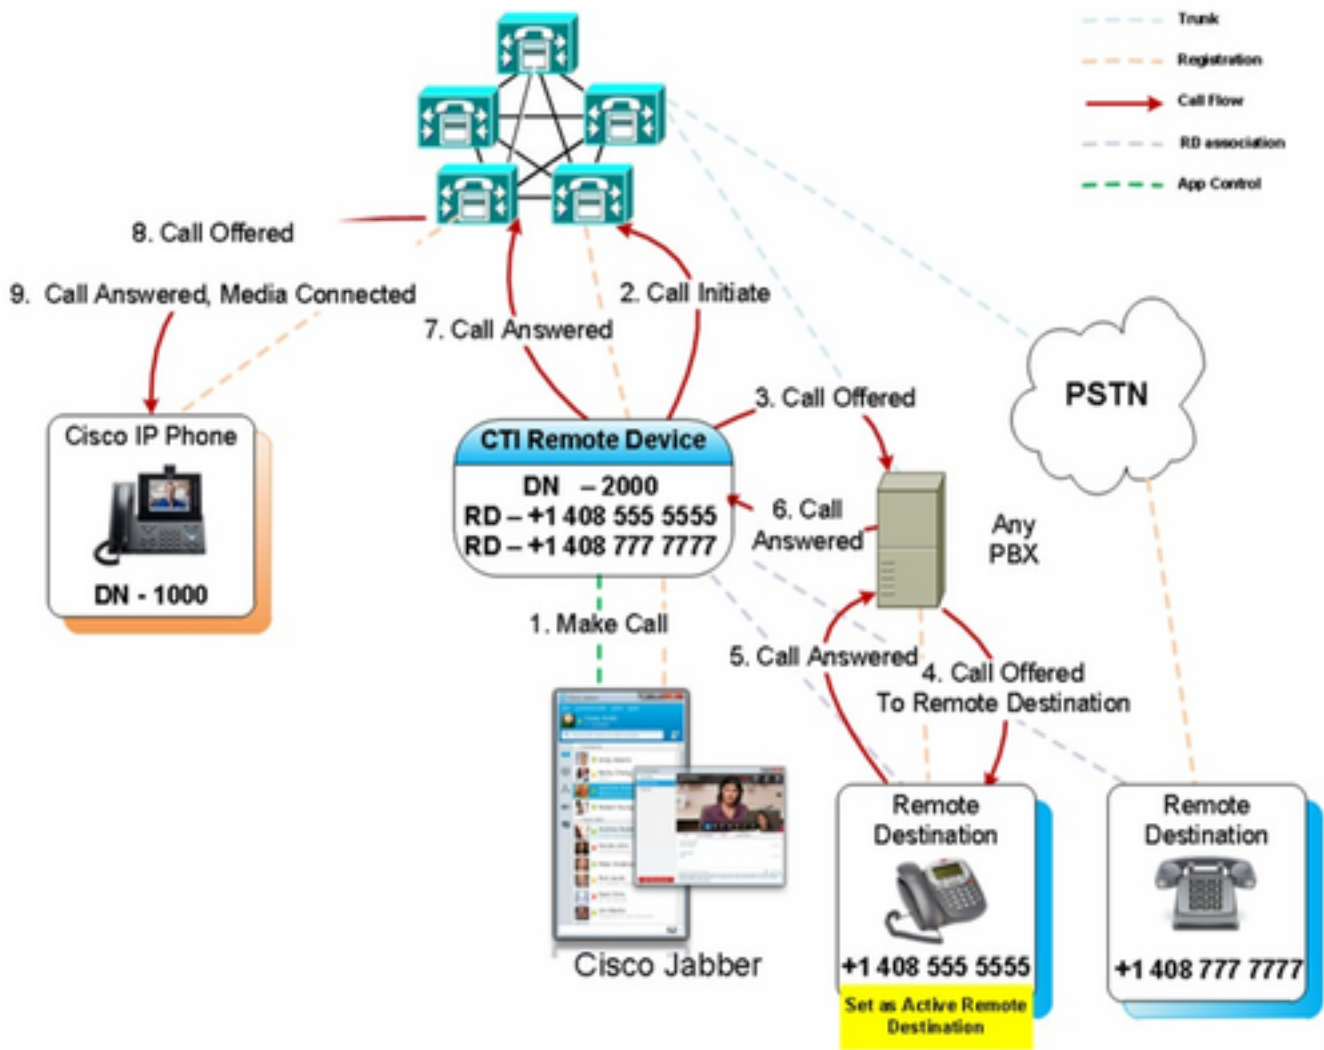 Trunk
Registration
Call Flow
RD association
App Control
8. Call Offered
9. Call Answered, Media Connected
2. Call Initiate
7. Call Answered
3. Call Offered
PSTN
Cisco IP Phone
DN - 1000
CTI Remote Device
DN – 2000
RD – +1 408 555 5555
RD – +1 408 777 7777
6. Call
Answered
Any
PBX
1. Make Call
5. Call Answered
4. Call Offered
To Remote Destination
Cisco Jabber
Remote
Destination
+1 408 555 5555
Set as Active Remote
Destination
Remote
Destination
+1 408 777 7777